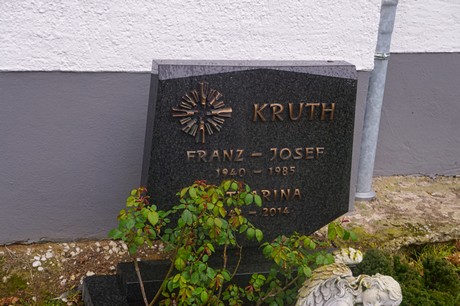 KRUTH
FRANZ - JOSEF
1940 - 1985
- 2014